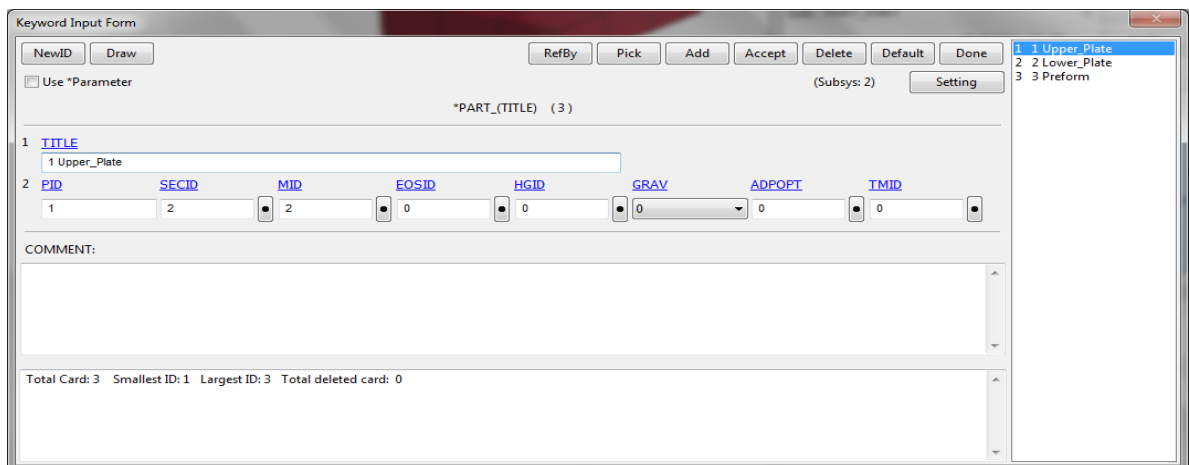 Keyword Input Form
NewID Draw RefBy Pick Add Accept Delete Default Done
Use *Parameter (Subsys: 2) Setting
*PART_(TITLE) (3)
1 TITLE
1 Upper_Plate
2 PID SECID MID EOSID HGID GRAV ADPOPT TMID
1 2 2 0 0 0 0 0
COMMENT:
Total Card: 3 Smallest ID: 1 Largest ID: 3 Total deleted card: 0
1 1 Upper_Plate
2 2 Lower_Plate
3 3 Preform